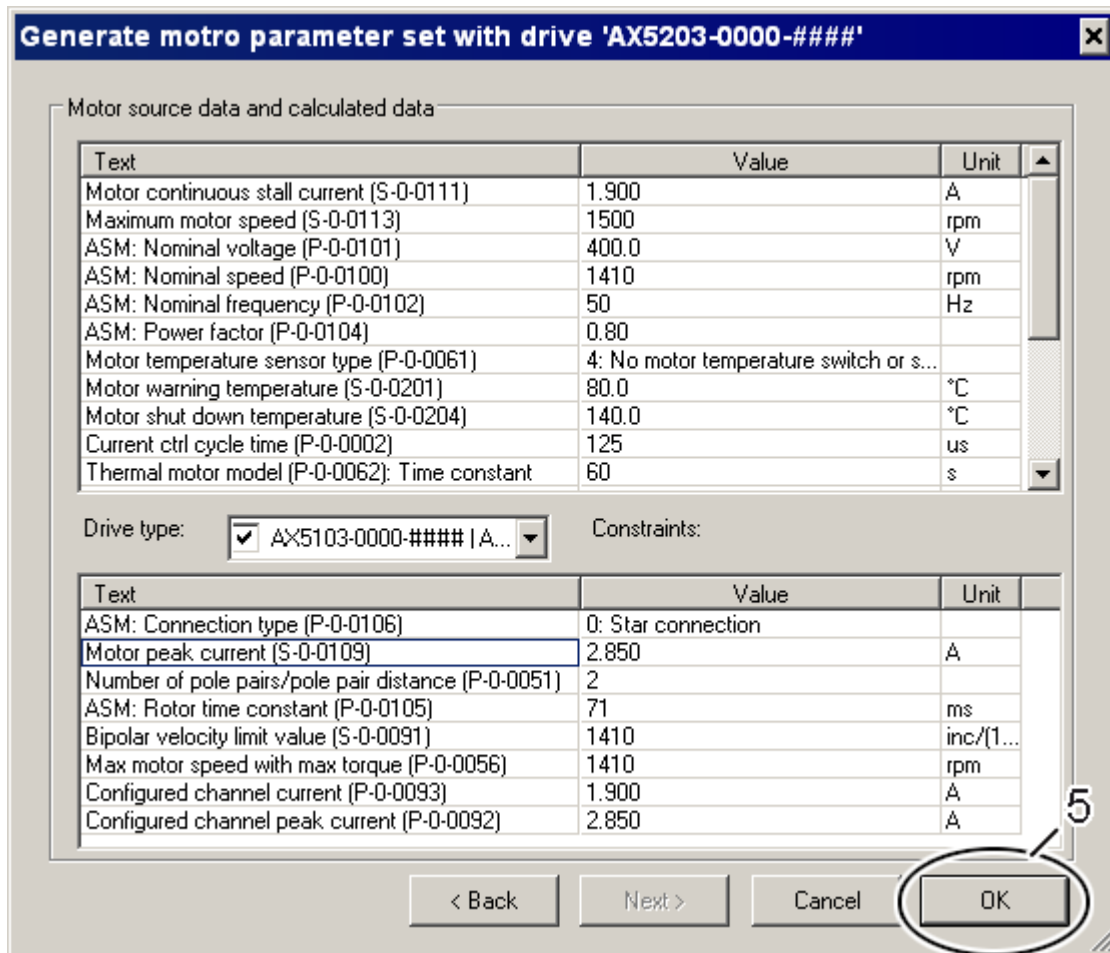 Generate motro parameter set with drive 'AX5203-0000-####'
Motor source data and calculated data
Text Value Unit
Motor continuous stall current (S-0-0111) 1.900 A
Maximum motor speed (S-0-0113) 1500 rpm
ASM: Nominal voltage (P-0-0101) 400.0 V
ASM: Nominal speed (P-0-0100) 1410 rpm
ASM: Nominal frequency (P-0-0102) 50 Hz
ASM: Power factor (P-0-0104) 0.80
Motor temperature sensor type (P-0-0061) 4: No motor temperature switch or s...
Motor warning temperature (S-0-0201) 80.0 °C
Motor shut down temperature (S-0-0204) 140.0 °C
Current ctrl cycle time (P-0-0002) 125 us
Thermal motor model (P-0-0062): Time constant 60 s
Drive type: AX5103-0000-#### | A... Constraints:
Text Value Unit
ASM: Connection type (P-0-0106) 0: Star connection
Motor peak current (S-0-0109) 2.850 A
Number of pole pairs/pole pair distance (P-0-0051) 2
ASM: Rotor time constant (P-0-0105) 71 ms
Bipolar velocity limit value (S-0-0091) 1410 inc/(1...
Max motor speed with max torque (P-0-0056) 1410 rpm
Configured channel current (P-0-0093) 1.900 A
Configured channel peak current (P-0-0092) 2.850 A
5
< Back Next > Cancel OK